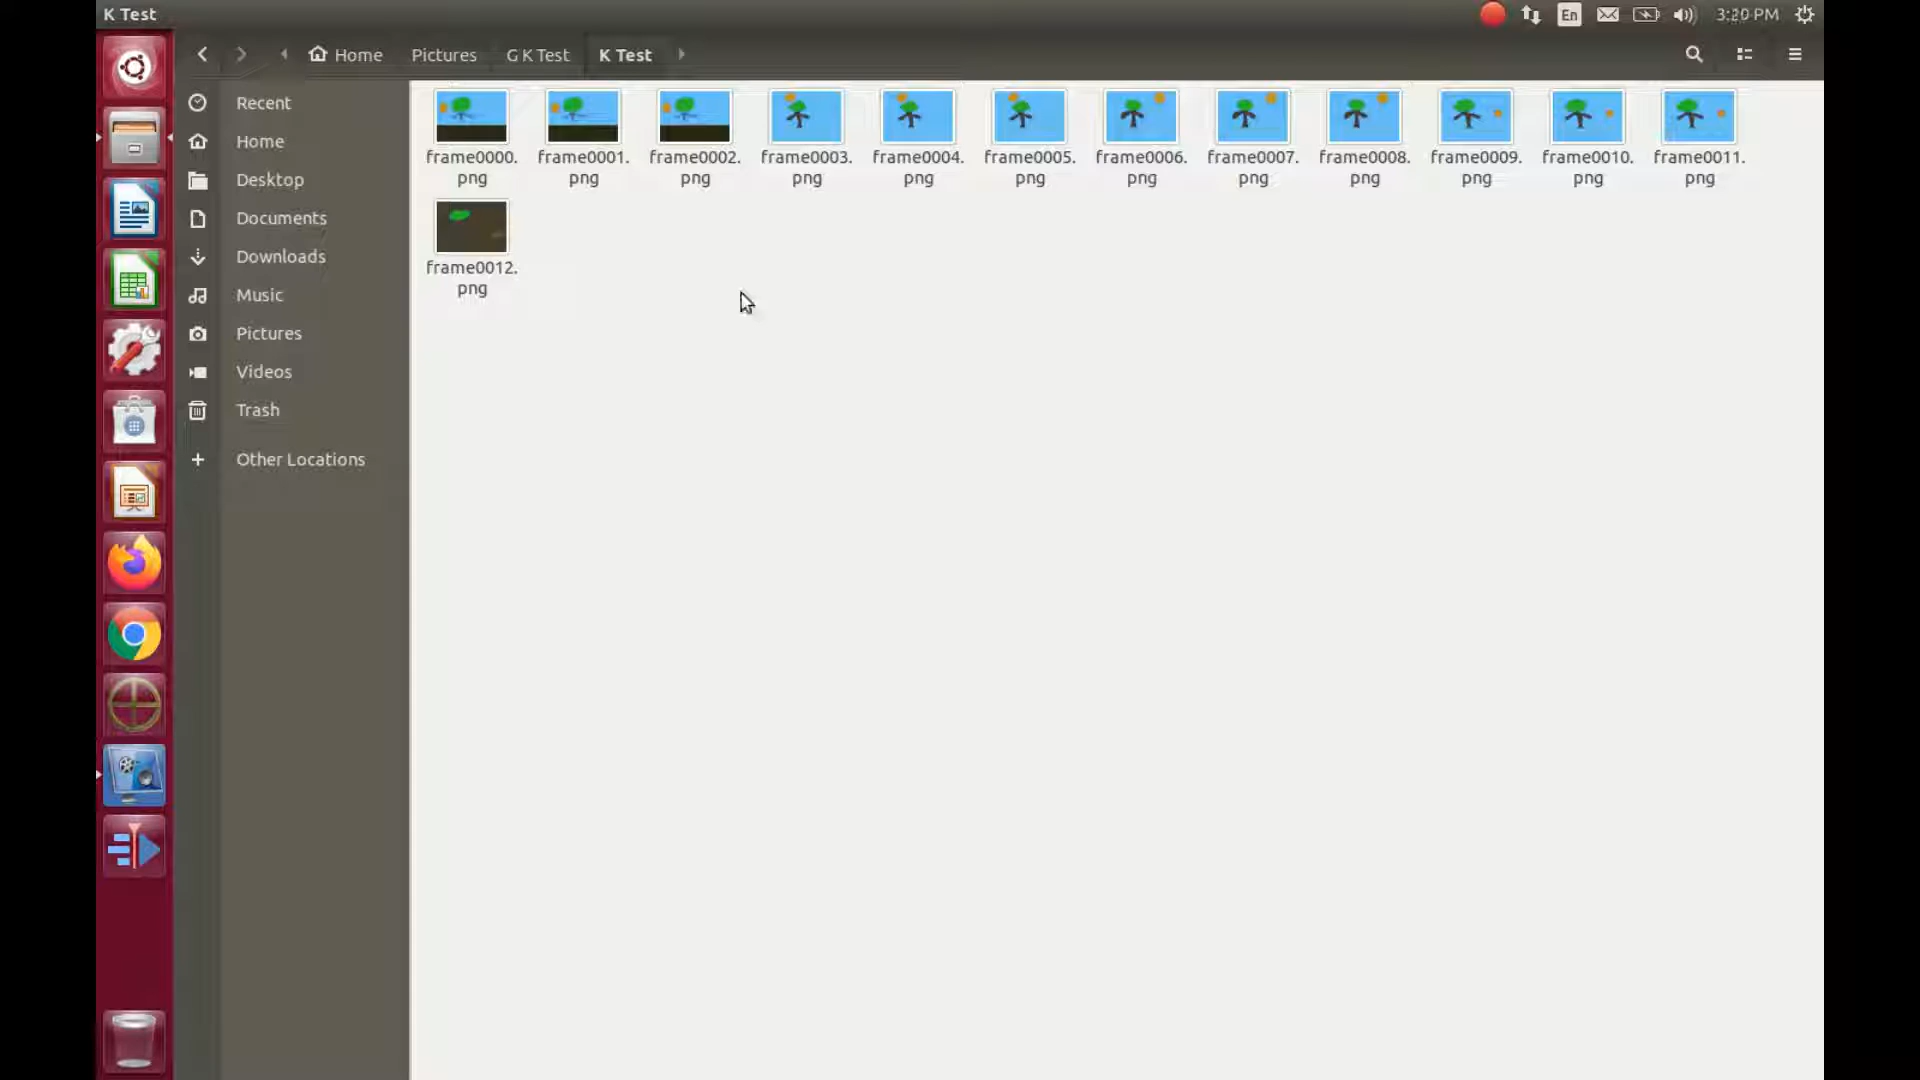 K Test
En
3:20 PM
Home
Pictures
G K Test
K Test
Recent
Home
Desktop
Documents
Downloads
Music
Pictures
Videos
Trash
Other Locations
frame0000.
png
frame0001.
png
frame0002.
png
frame0003.
png
frame0004.
png
frame0005.
png
frame0006.
png
frame0007.
png
frame0008.
png
frame0009.
png
frame0010.
png
frame0011.
png
frame0012.
png